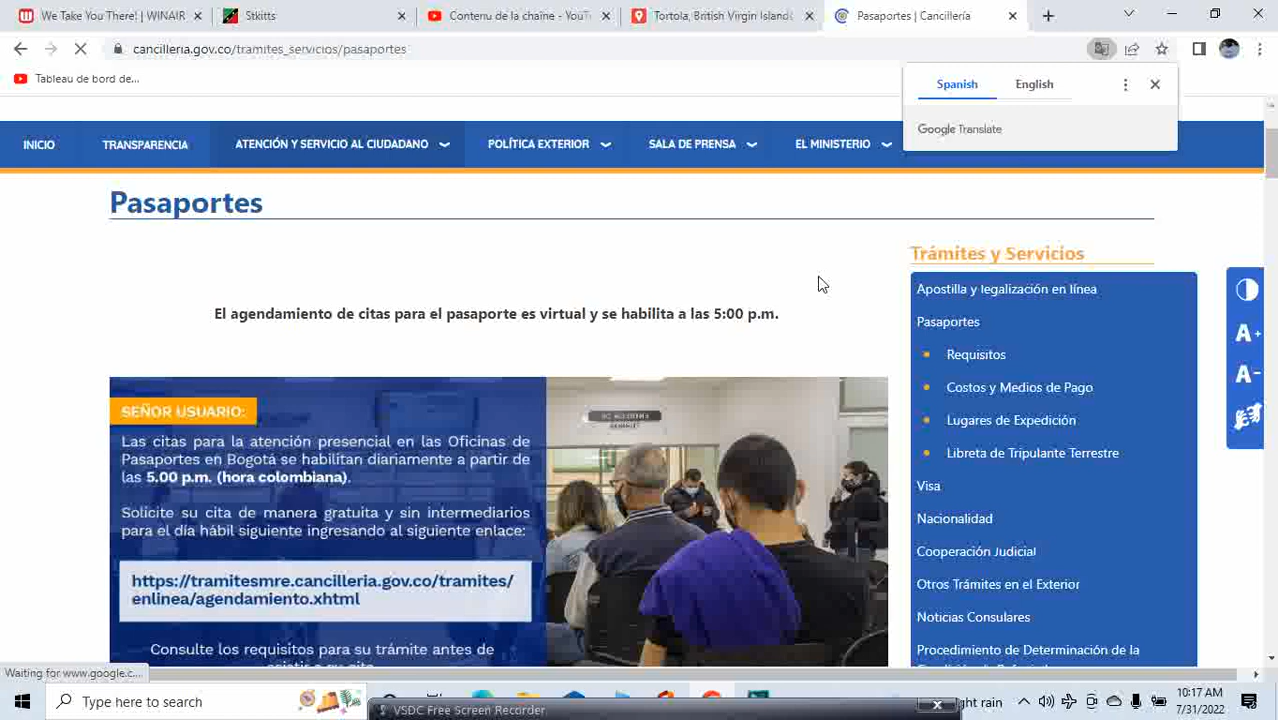 We Take You There! | WINAIR
Stkitts
Contenu de la chaîne - YouT
Tortola, British Virgin Island
Pasaportes | Cancillería
cancilleria.gov.co/tramites_servicios/pasaportes
Tableau de bord de...
Spanish English
Google Translate
INICIO TRANSPARENCIA ATENCIÓN Y SERVICIO AL CIUDADANO POLÍTICA EXTERIOR SALA DE PRENSA EL MINISTERIO
Pasaportes
Trámites y Servicios
Apostilla y legalización en línea
El agendamiento de citas para el pasaporte es virtual y se habilita a las 5:00 p.m.
Pasaportes
Requisitos
Costos y Medios de Pago
Lugares de Expedición
Libreta de Tripulante Terrestre
Visa
Nacionalidad
Cooperación Judicial
Otros Trámites en el Exterior
Noticias Consulares
Procedimiento de Determinación de la
A+
A-
SEÑOR USUARIO:
Las citas para la atención presencial en las Oficinas de
Pasaportes en Bogotá se habilitan diariamente a partir de
las 5.00 p.m. (hora colombiana).
Solicite su cita de manera gratuita y sin intermediarios
para el día hábil siguiente ingresando al siguiente enlace:
https://tramitesmre.cancilleria.gov.co/tramites/
enlinea/agendamiento.xhtml
Consulte los requisitos para su trámite antes de
Waiting for www.google.c...
Type here to search
VSDC Free Screen Recorder
ght rain
10:17 AM
7/31/2022